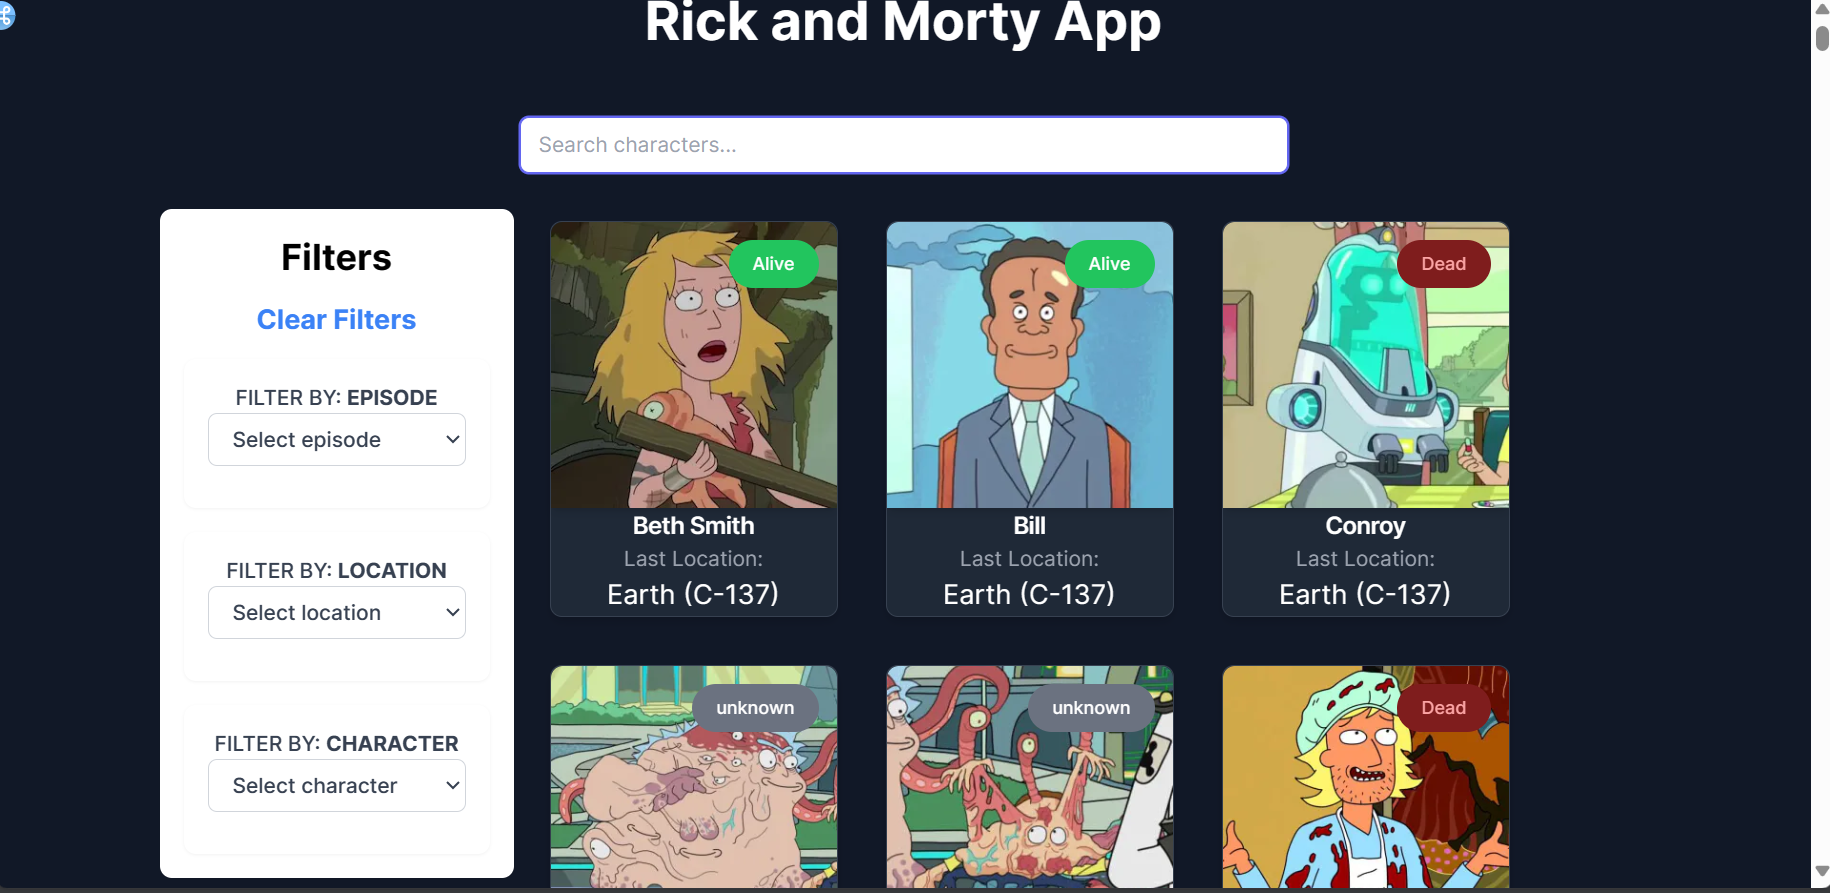 Rick and Morty App
Search characters...
Filters
Clear Filters
FILTER BY: EPISODE
Select episode
FILTER BY: LOCATION
Select location
FILTER BY: CHARACTER
Select character
Alive
Beth Smith
Last Location:
Earth (C-137)
Alive
Bill
Last Location:
Earth (C-137)
Dead
Conroy
Last Location:
Earth (C-137)
unknown
unknown
Dead